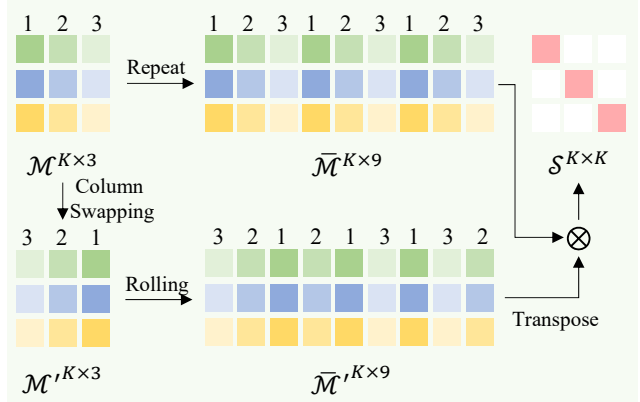 1 2 3
1 2 3 1 2 3 1 2 3
Repeat
ℳ^{K×3}
ℳ̅^{K×9}
𝒮^{K×K}
Column
Swapping
3 2 1
3 2 1 2 1 3 1 3 2
Rolling
Transpose
ℳ′^{K×3}
ℳ̅′^{K×9}